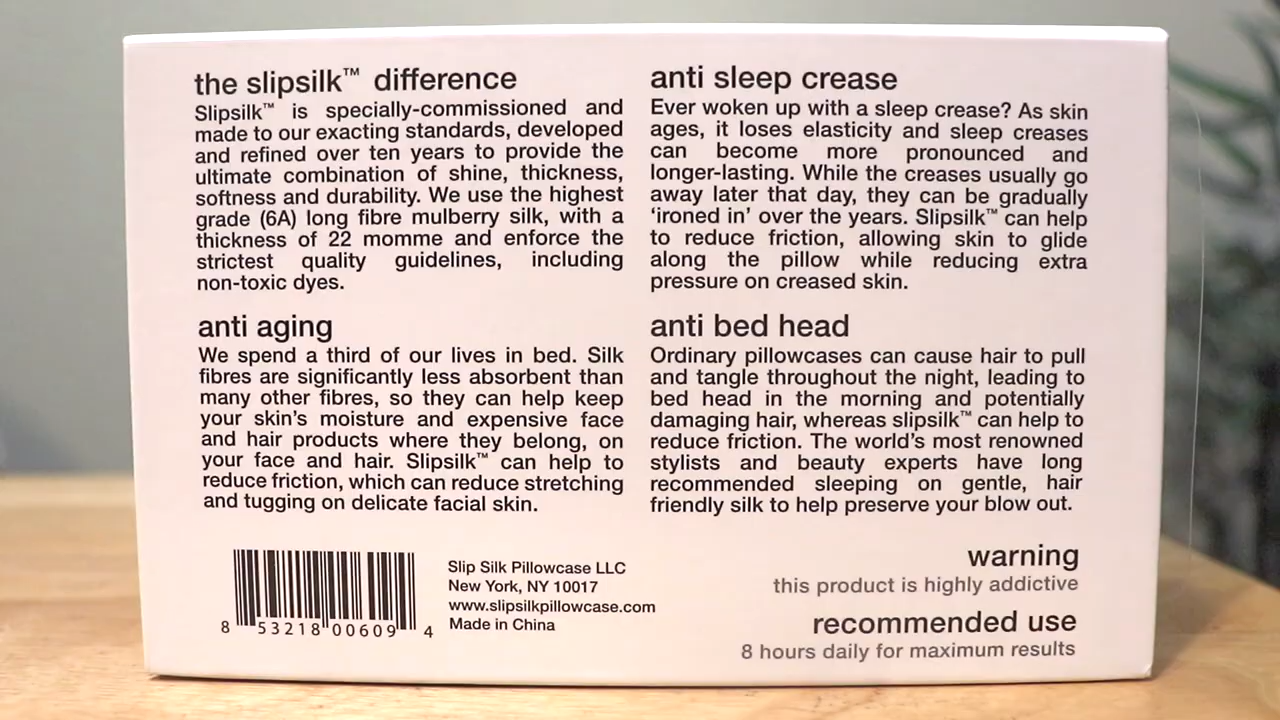 the slipsilk™ difference
Slipsilk™ is specially-commissioned and
made to our exacting standards, developed
and refined over ten years to provide the
ultimate combination of shine, thickness,
softness and durability. We use the highest
grade (6A) long fibre mulberry silk, with a
thickness of 22 momme and enforce the
strictest quality guidelines, including
non-toxic dyes.
anti aging
We spend a third of our lives in bed. Silk
fibres are significantly less absorbent than
many other fibres, so they can help keep
your skin's moisture and expensive face
and hair products where they belong, on
your face and hair. Slipsilk™ can help to
reduce friction, which can reduce stretching
and tugging on delicate facial skin.
anti sleep crease
Ever woken up with a sleep crease? As skin
ages, it loses elasticity and sleep creases
can become more pronounced and
longer-lasting. While the creases usually go
away later that day, they can be gradually
‘ironed in’ over the years. Slipsilk™ can help
to reduce friction, allowing skin to glide
along the pillow while reducing extra
pressure on creased skin.
anti bed head
Ordinary pillowcases can cause hair to pull
and tangle throughout the night, leading to
bed head in the morning and potentially
damaging hair, whereas slipsilk™ can help to
reduce friction. The world's most renowned
stylists and beauty experts have long
recommended sleeping on gentle, hair
friendly silk to help preserve your blow out.
8 53218 00609 4
Slip Silk Pillowcase LLC
New York, NY 10017
www.slipsilkpillowcase.com
Made in China
warning
this product is highly addictive
recommended use
8 hours daily for maximum results